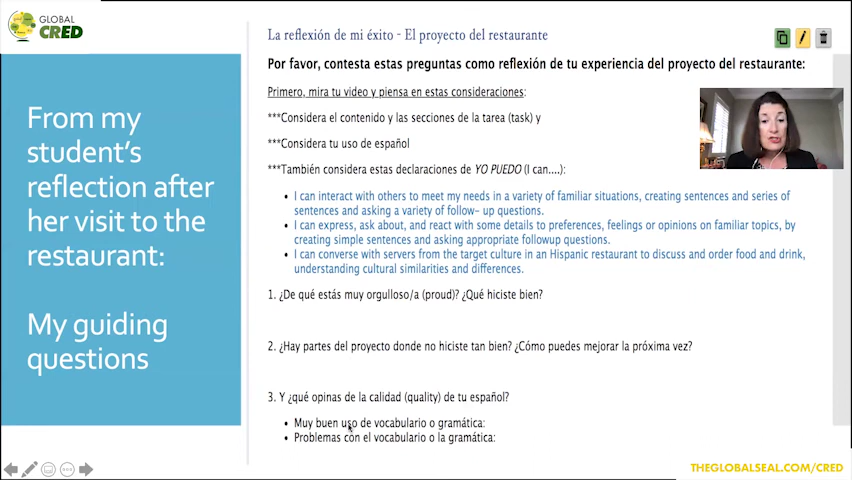 GLOBAL
CRED
From my
student's
reflection after
her visit to the
restaurant:
My guiding
questions
La reflexión de mi éxito - El proyecto del restaurante
Por favor, contesta estas preguntas como reflexión de tu experiencia del proyecto del restaurante:
Primero, mira tu video y piensa en estas consideraciones:
***Considera el contenido y las secciones de la tarea (task) y
***Considera tu uso de español
***También considera estas declaraciones de YO PUEDO (I can....):
• I can interact with others to meet my needs in a variety of familiar situations, creating sentences and series of
sentences and asking a variety of follow- up questions.
• I can express, ask about, and react with some details to preferences, feelings or opinions on familiar topics, by
creating simple sentences and asking appropriate followup questions.
• I can converse with servers from the target culture in an Hispanic restaurant to discuss and order food and drink,
understanding cultural similarities and differences.
1. ¿De qué estás muy orgulloso/a (proud)? ¿Qué hiciste bien?
2. ¿Hay partes del proyecto donde no hiciste tan bien? ¿Cómo puedes mejorar la próxima vez?
3. Y ¿qué opinas de la calidad (quality) de tu español?
• Muy buen uso de vocabulario o gramática:
• Problemas con el vocabulario o la gramática:
THEGLOBALSEAL.COM/CRED